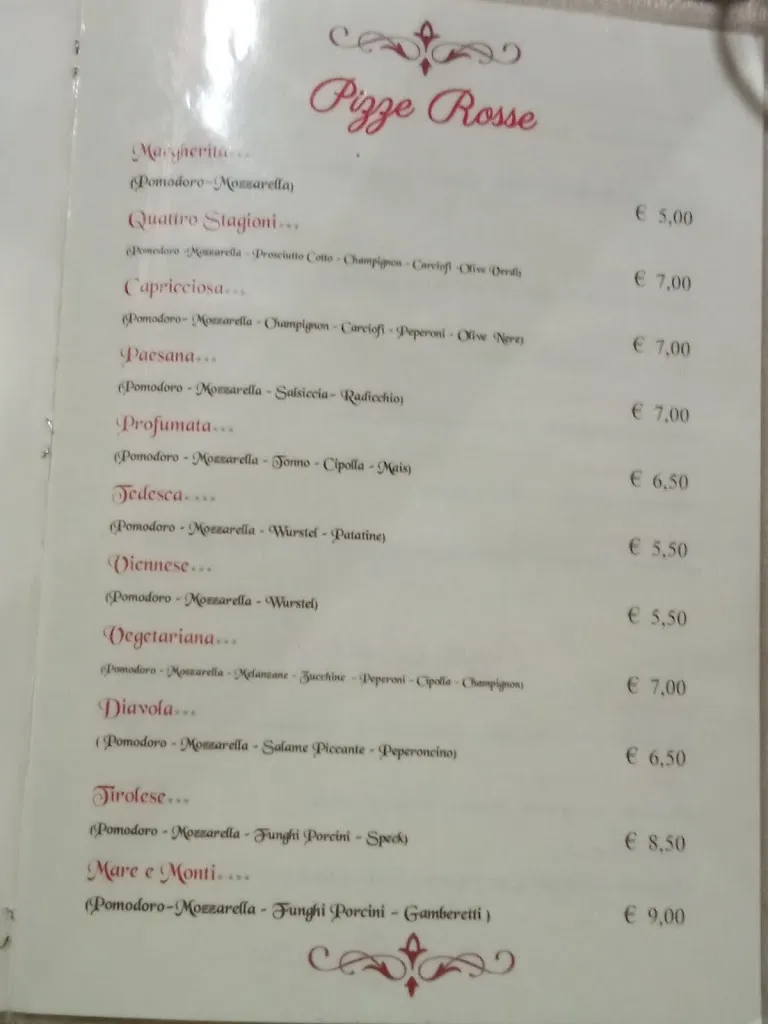 Pizze Rosse
Margherita...
(Pomodoro-Mozzarella)
€ 5,00
Quattro Stagioni...
(Pomodoro -Mozzarella - Prosciutto Cotto - Champignon - Carciofi -Olive Verdi)
€ 7,00
Capricciosa...
(Pomodoro- Mozzarella - Champignon - Carciofi - Peperoni - Olive Nere)
€ 7,00
Paesana...
(Pomodoro - Mozzarella - Salsiccia- Radicchio)
€ 7,00
Profumata...
(Pomodoro - Mozzarella - Tonno - Cipolla - Mais)
€ 6,50
Tedesca....
(Pomodoro - Mozzarella - Wurstel - Patatine)
€ 5,50
Viennese...
(Pomodoro - Mozzarella - Wurstel)
€ 5,50
Vegetariana...
(Pomodoro - Mozzarella - Melanzane - Zucchine - Peperoni - Cipolla - Champignon)
€ 7,00
Diavola...
( Pomodoro - Mozzarella - Salame Piccante - Peperoncino)
€ 6,50
Tirolese...
(Pomodoro - Mozzarella - Funghi Porcini - Speck)
€ 8,50
Mare e Monti....
(Pomodoro-Mozzarella - Funghi Porcini - Gamberetti )
€ 9,00